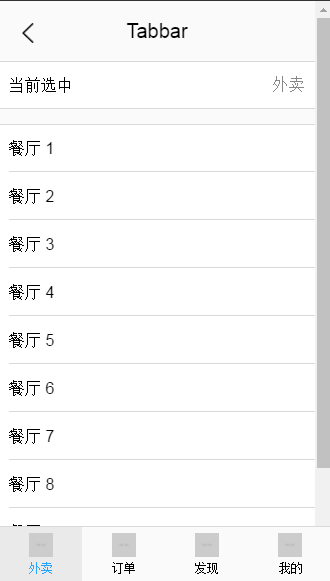 Tabbar
当前选中 外卖
餐厅 1
餐厅 2
餐厅 3
餐厅 4
餐厅 5
餐厅 6
餐厅 7
餐厅 8
外卖 订单 发现 我的